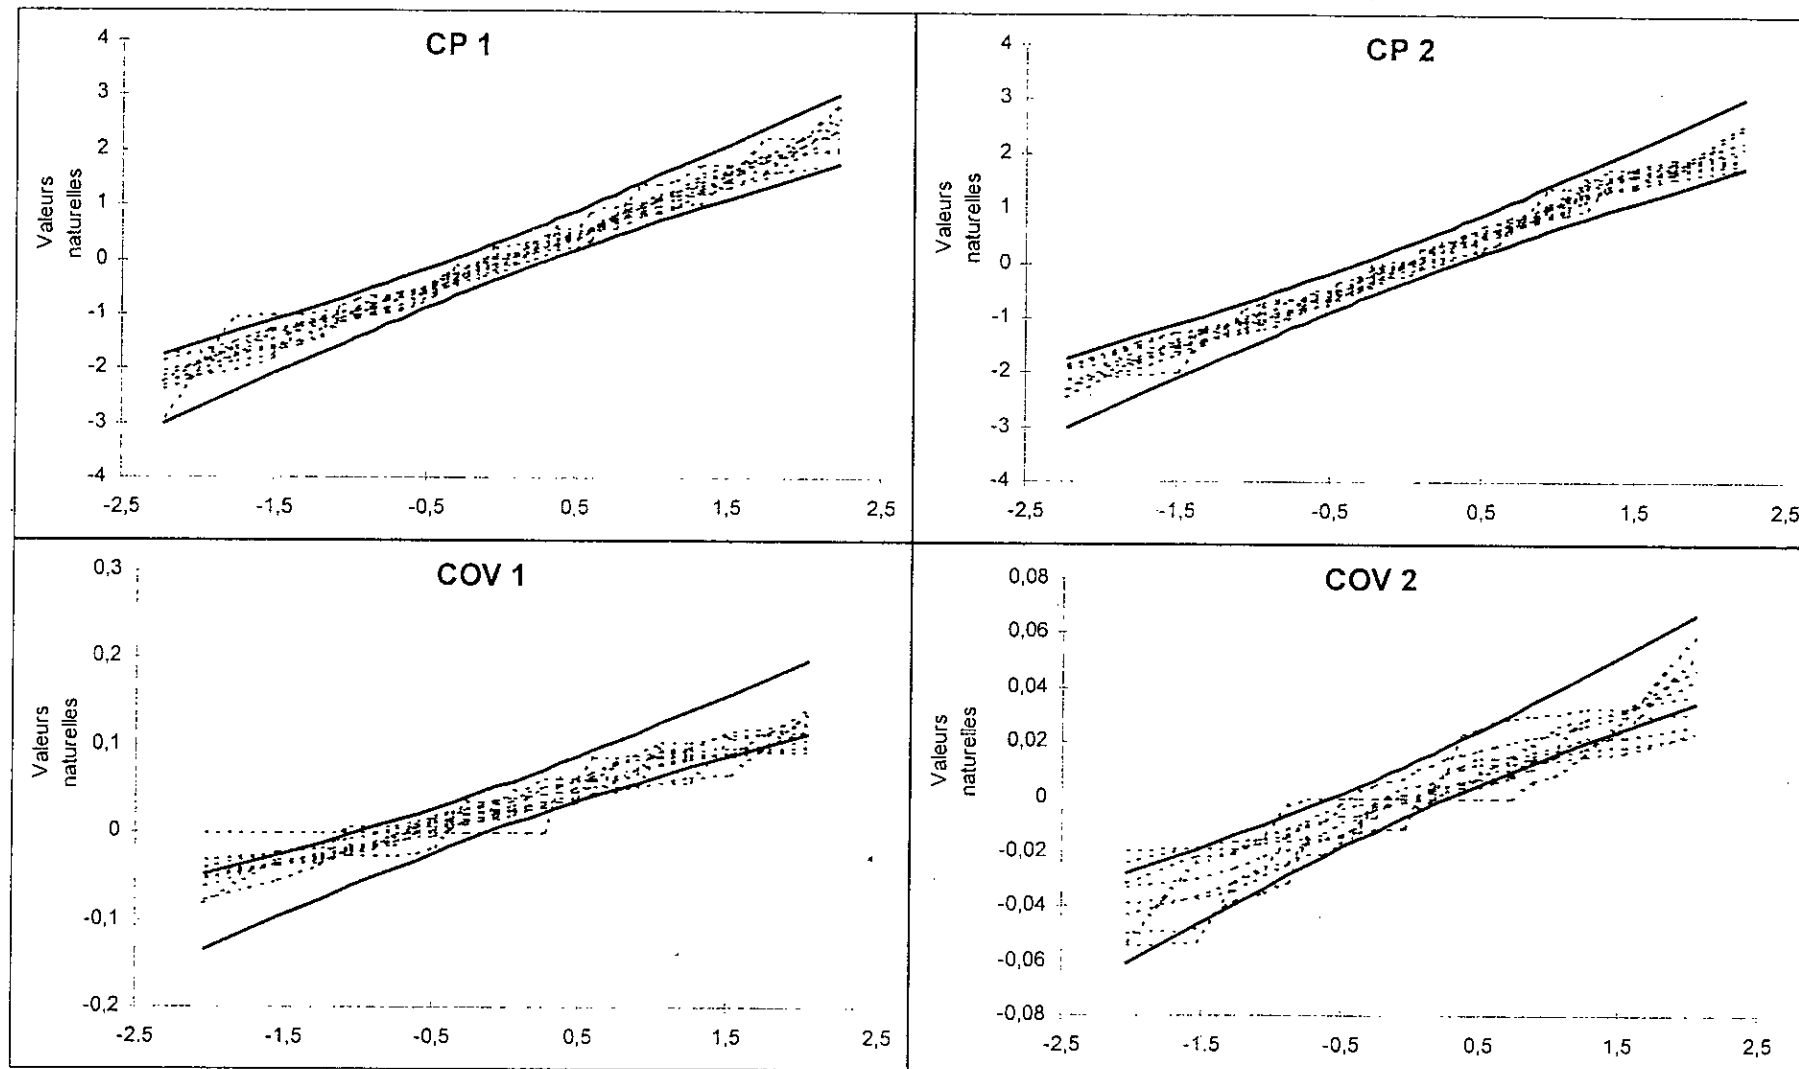 CP 1
4
3
2
1
0
-1
-2
-3
-4
Valeurs
naturelles
-2,5 -1,5 -0,5 0,5 1,5 2,5
CP 2
4
3
2
1
0
-1
-2
-3
-4
Valeurs
naturelles
-2,5 -1,5 -0,5 0,5 1,5 2,5
COV 1
0,3
0,2
0,1
0
-0,1
-0,2
Valeurs
naturelles
-2,5 -1,5 -0,5 0,5 1,5 2,5
COV 2
0,08
0,06
0,04
0,02
0
-0,02
-0,04
-0,06
-0,08
Valeurs
naturelles
-2,5 -1,5 -0,5 0,5 1,5 2,5